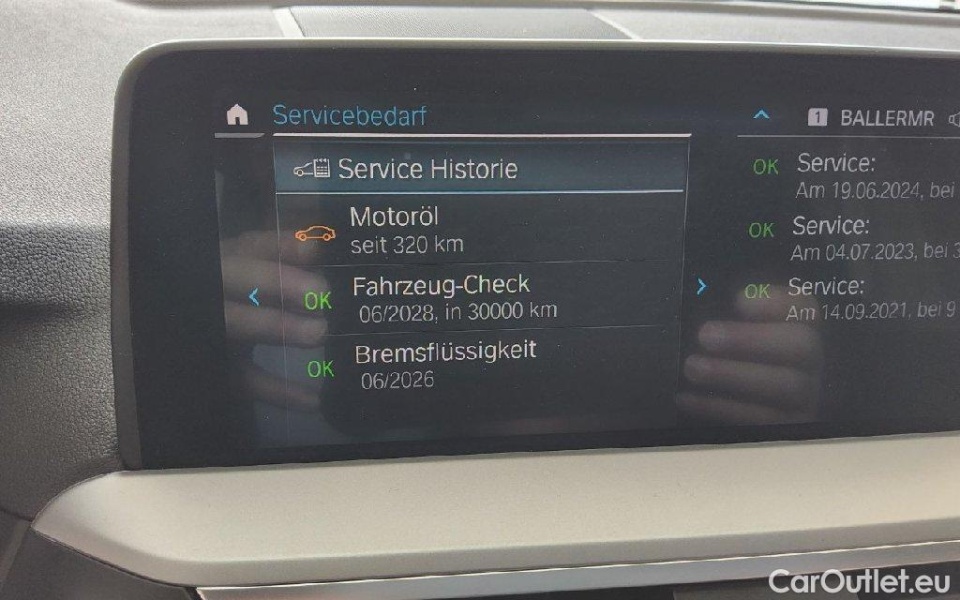 Servicebedarf
Service Historie
Motoröl
seit 320 km
OK
Fahrzeug-Check
06/2028, in 30000 km
OK
Bremsflüssigkeit
06/2026
1 BALLERMR
OK
Service:
Am 19.06.2024, bei
OK
Service:
Am 04.07.2023, bei 3
OK
Service:
Am 14.09.2021, bei 9
CarOutlet.eu